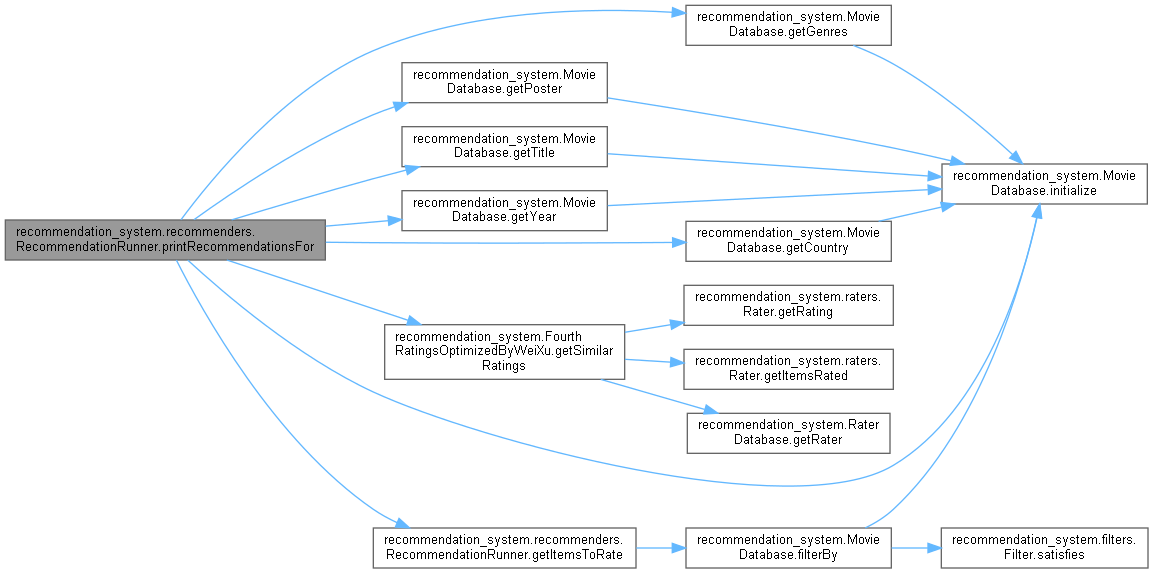 recommendation_system.recommenders.
RecommendationRunner.printRecommendationsFor
recommendation_system.Movie
Database.getGenres
recommendation_system.Movie
Database.getPoster
recommendation_system.Movie
Database.getTitle
recommendation_system.Movie
Database.getYear
recommendation_system.Movie
Database.getCountry
recommendation_system.Movie
Database.initialize
recommendation_system.Fourth
RatingsOptimizedByWeiXu.getSimilar
Ratings
recommendation_system.raters.
Rater.getRating
recommendation_system.raters.
Rater.getItemsRated
recommendation_system.Rater
Database.getRater
recommendation_system.recommenders.
RecommendationRunner.getItemsToRate
recommendation_system.Movie
Database.filterBy
recommendation_system.filters.
Filter.satisfies